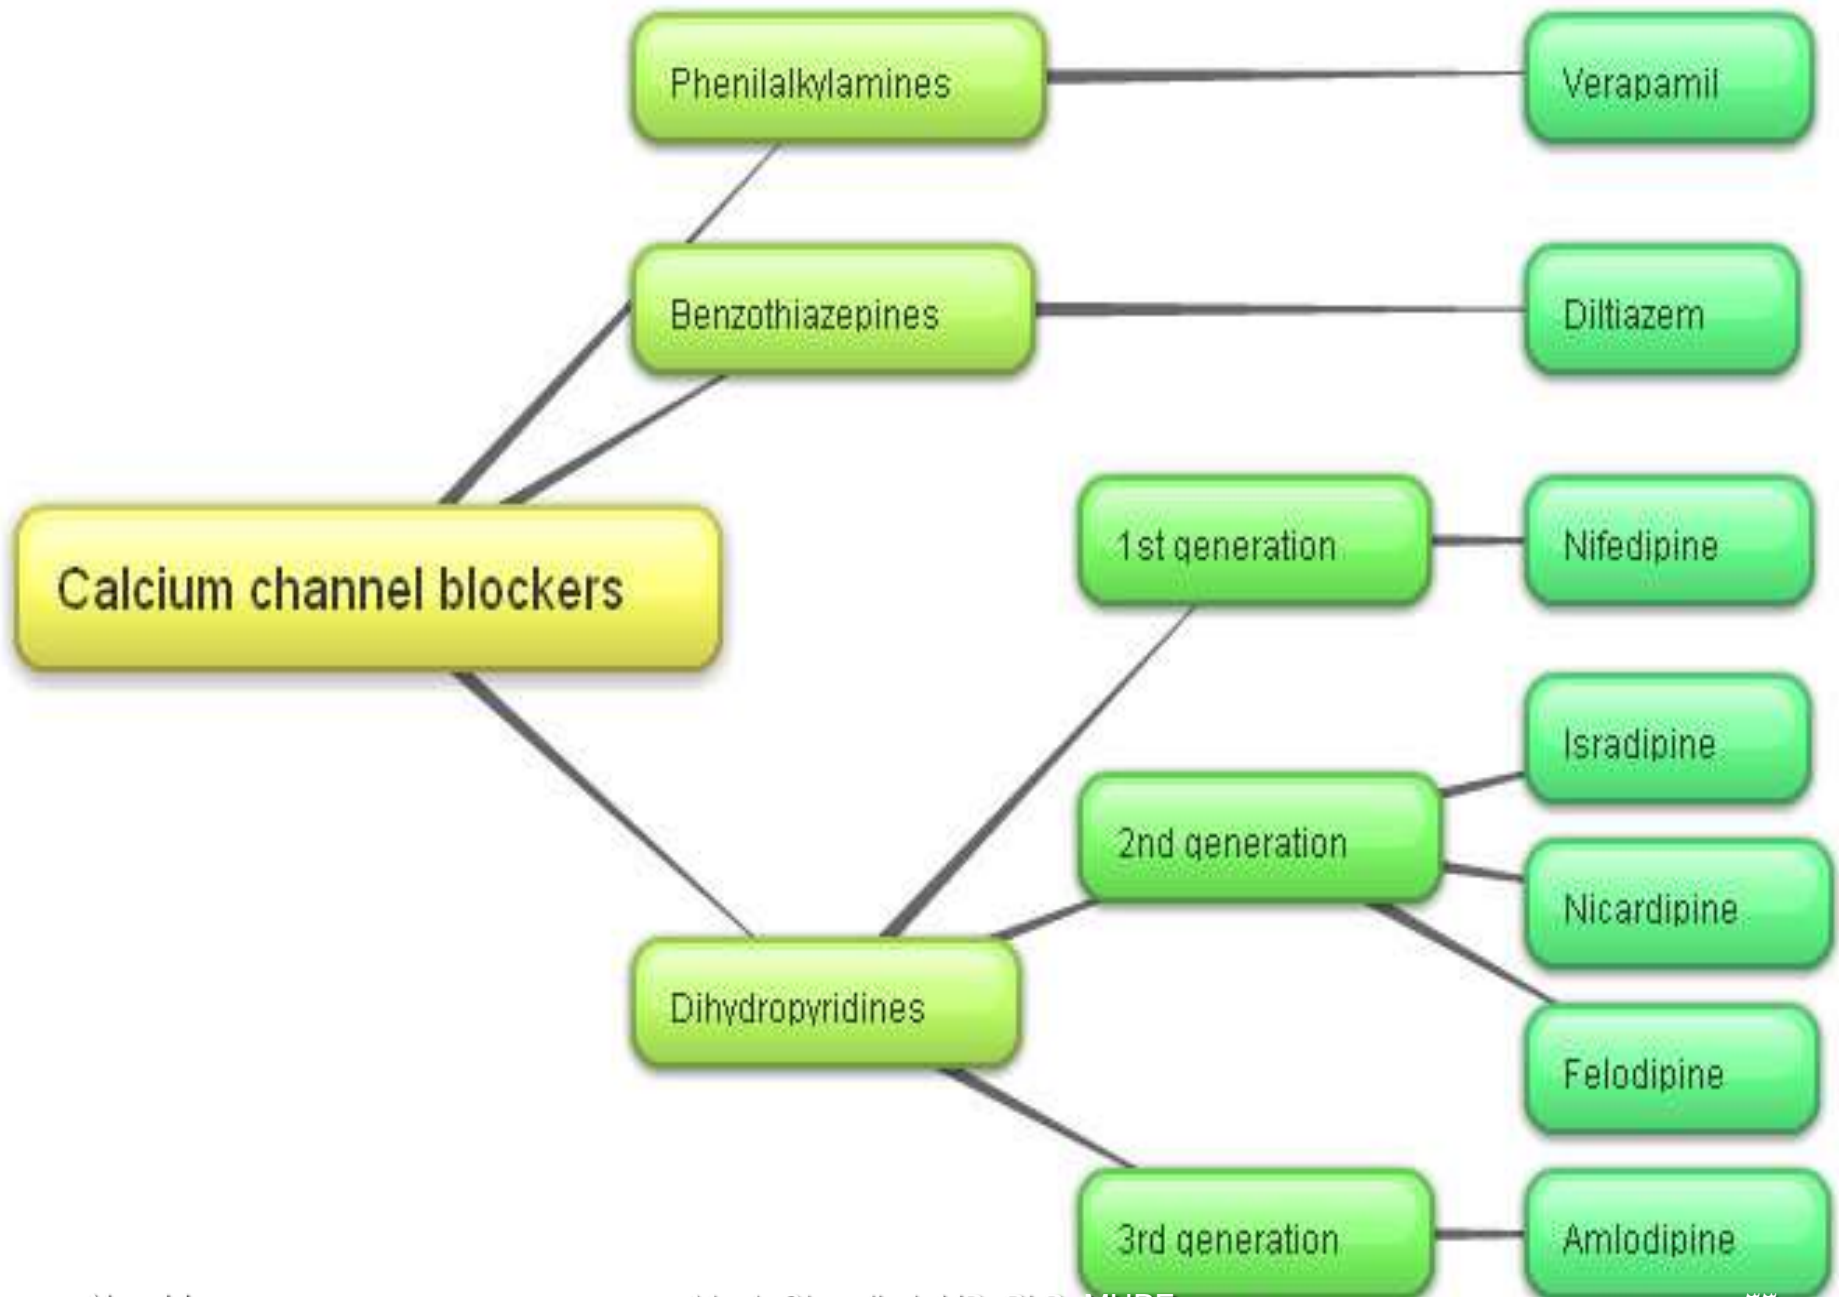 Phenilalkylamines
Verapamil
Benzothiazepines
Diltiazem
Calcium channel blockers
1st generation
Nifedipine
2nd generation
Isradipine
Nicardipine
Felodipine
Dihydropyridines
3rd generation
Amlodipine